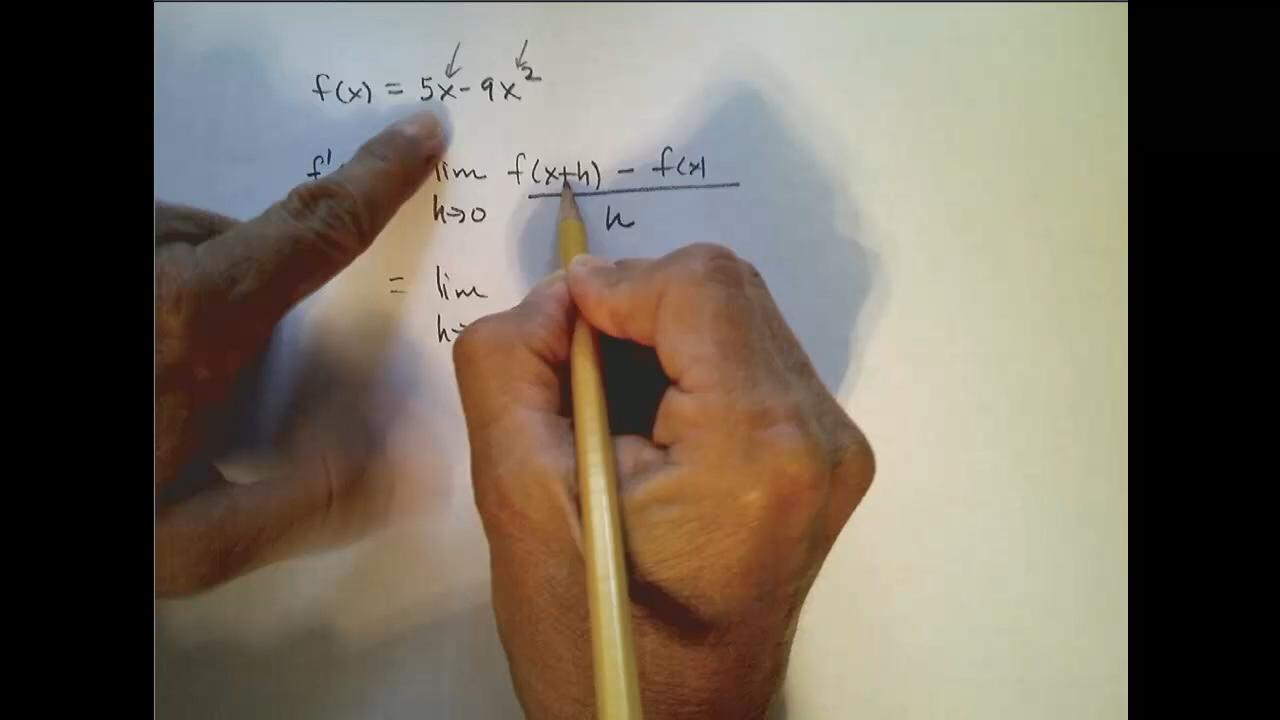 f(x) = 5x - 9x²
f' lim f(x+h) - f(x)
h→0 h
= lim
h